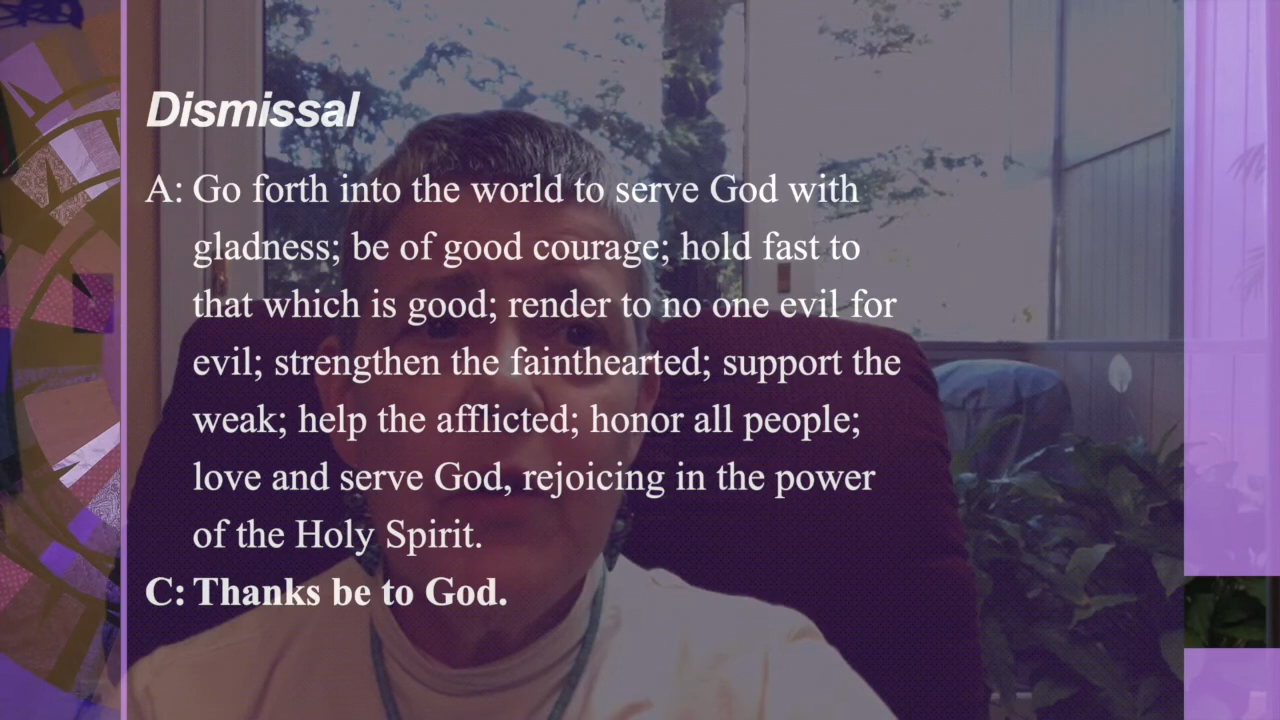 Dismissal
A: Go forth into the world to serve God with
gladness; be of good courage; hold fast to
that which is good; render to no one evil for
evil; strengthen the fainthearted; support the
weak; help the afflicted; honor all people;
love and serve God, rejoicing in the power
of the Holy Spirit.
C: Thanks be to God.